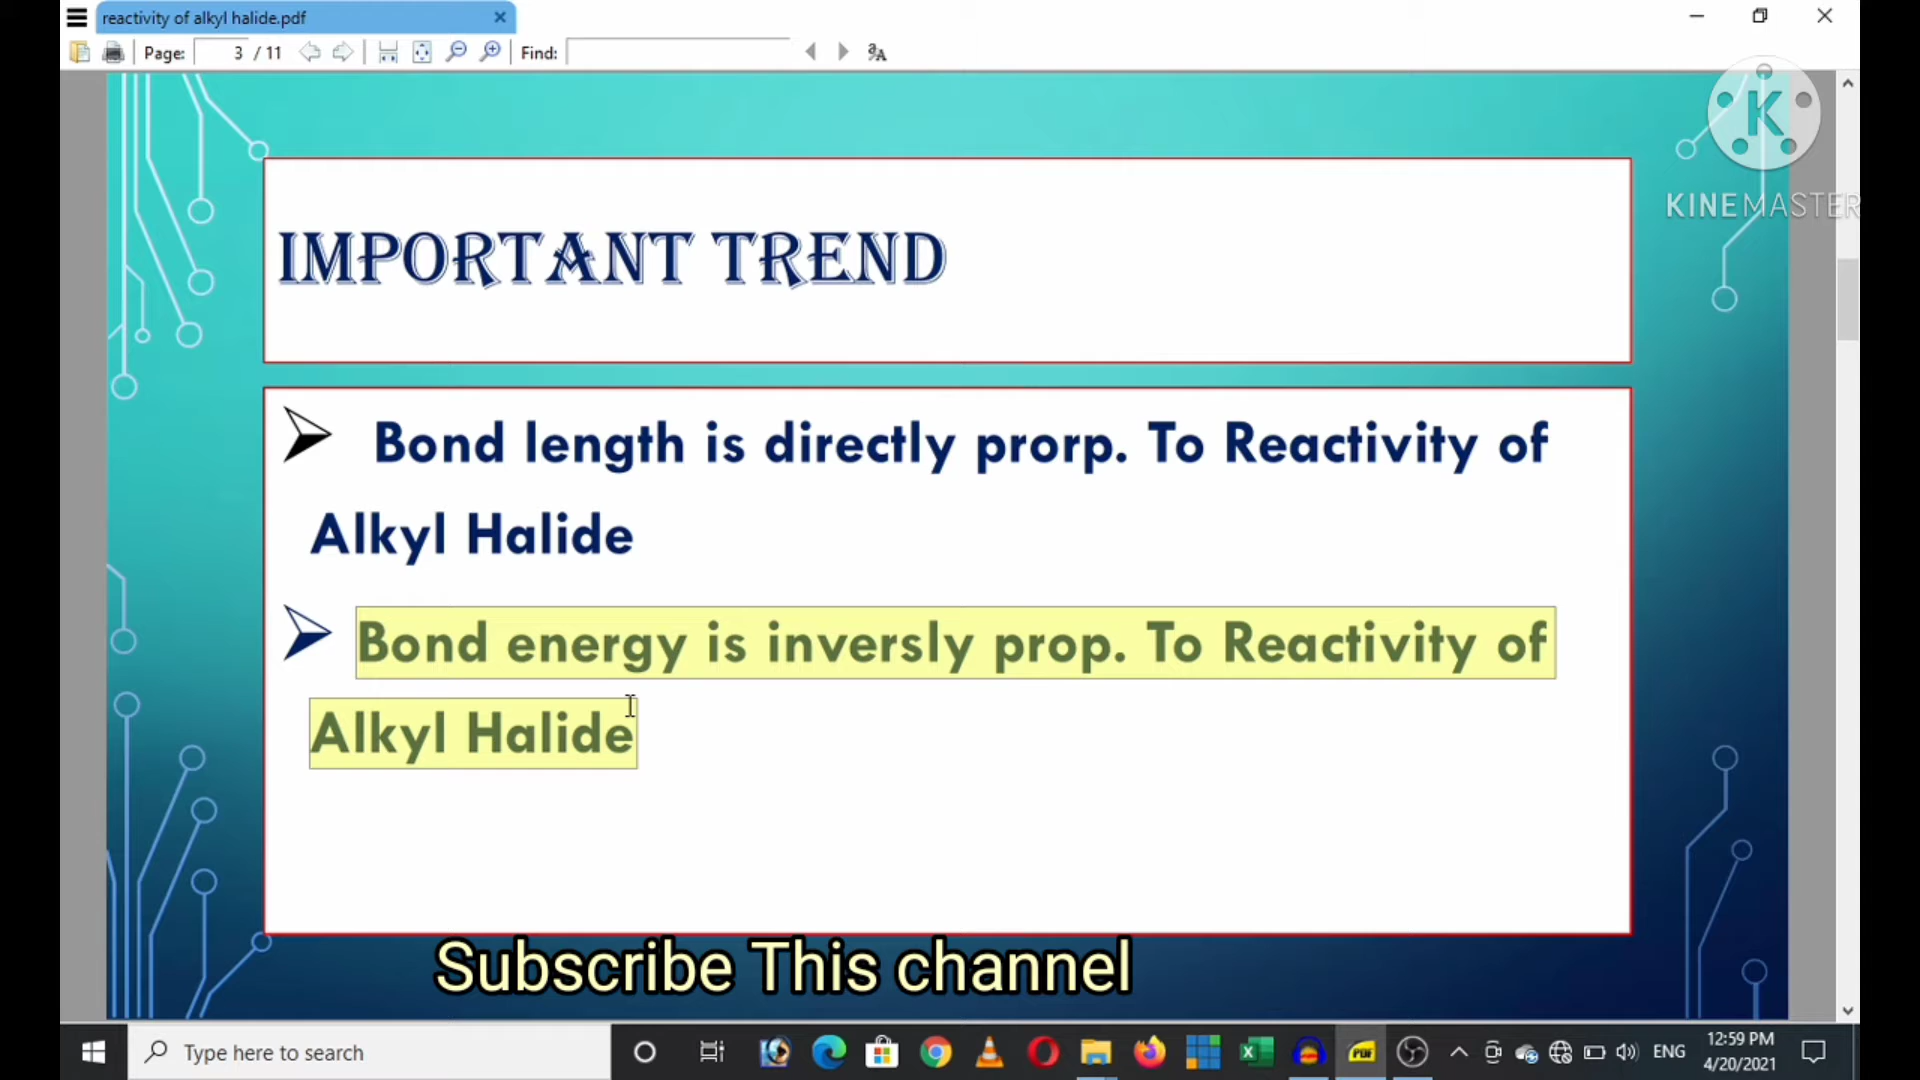 reactivity of alkyl halide.pdf
Page: 3 / 11 Find:
KINEMASTER
IMPORTANT TREND
Bond length is directly prorp. To Reactivity of
Alkyl Halide
Bond energy is inversly prop. To Reactivity of
Alkyl Halide
Subscribe This channel
Type here to search
ENG
12:59 PM
4/20/2021